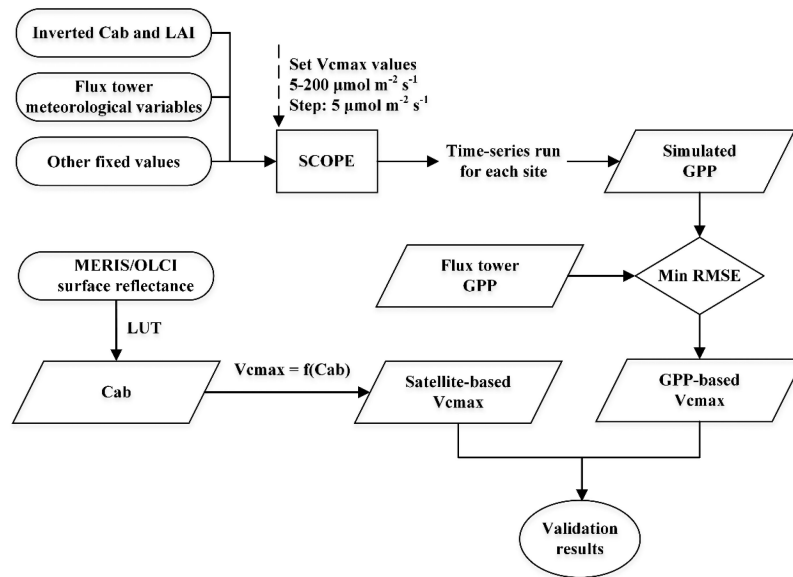 Inverted Cab and LAI
Flux tower
meteorological variables
Other fixed values
Set Vcmax values
5-200 μmol m⁻² s⁻¹
Step: 5 μmol m⁻² s⁻¹
SCOPE
Time-series run
for each site
Simulated
GPP
MERIS/OLCI
surface reflectance
LUT
Flux tower
GPP
Min RMSE
Cab
Vcmax = f(Cab)
Satellite-based
Vcmax
GPP-based
Vcmax
Validation
results